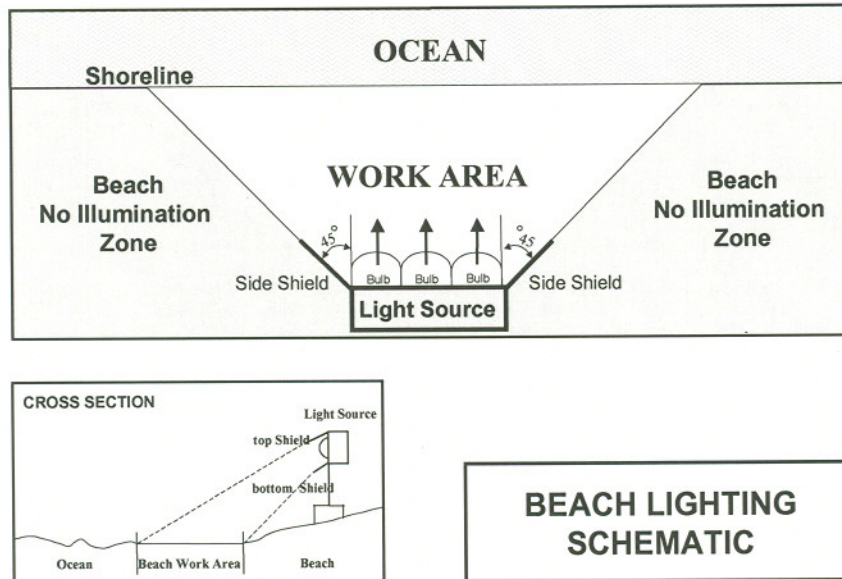 OCEAN
Shoreline
WORK AREA
Beach
No Illumination
Zone
Beach
No Illumination
Zone
45°
°45
Side Shield
Bulb
Bulb
Bulb
Side Shield
Light Source
CROSS SECTION
Light Source
top Shield
bottom. Shield
Ocean
Beach Work Area
Beach
BEACH LIGHTING
SCHEMATIC